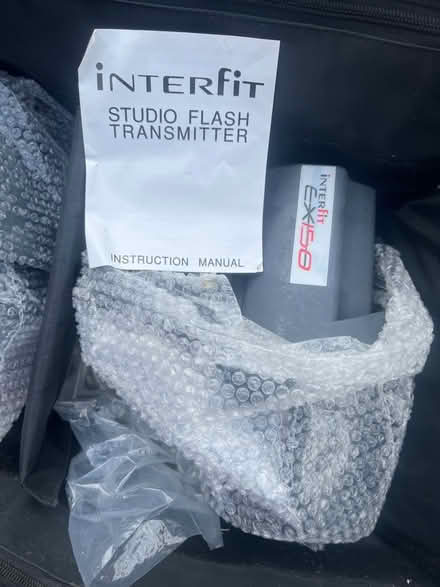 interfit
STUDIO FLASH
TRANSMITTER
INSTRUCTION MANUAL
interfit
EX150